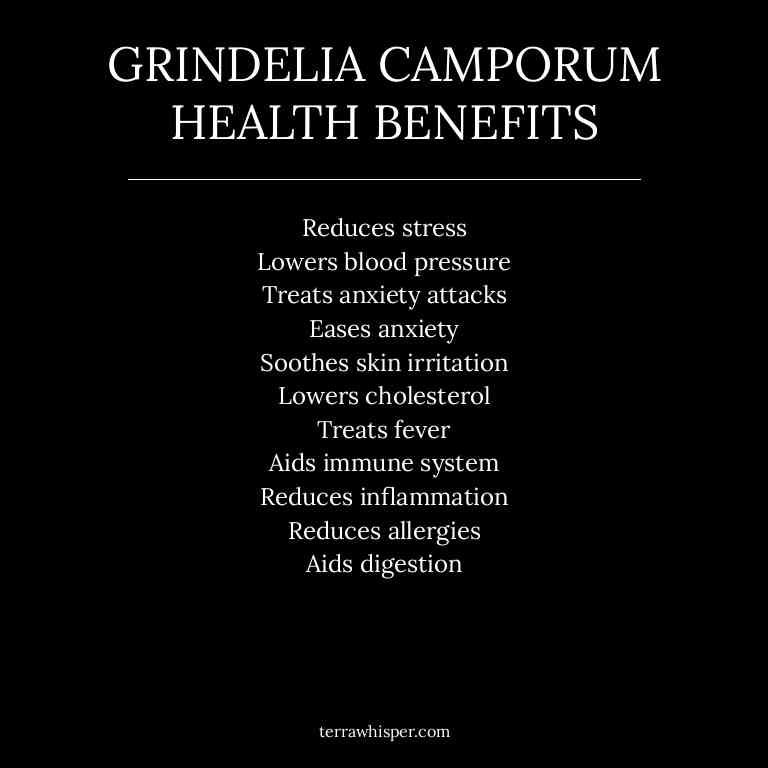 GRINDELIA CAMPORUM
HEALTH BENEFITS
Reduces stress
Lowers blood pressure
Treats anxiety attacks
Eases anxiety
Soothes skin irritation
Lowers cholesterol
Treats fever
Aids immune system
Reduces inflammation
Reduces allergies
Aids digestion
terrawhisper.com